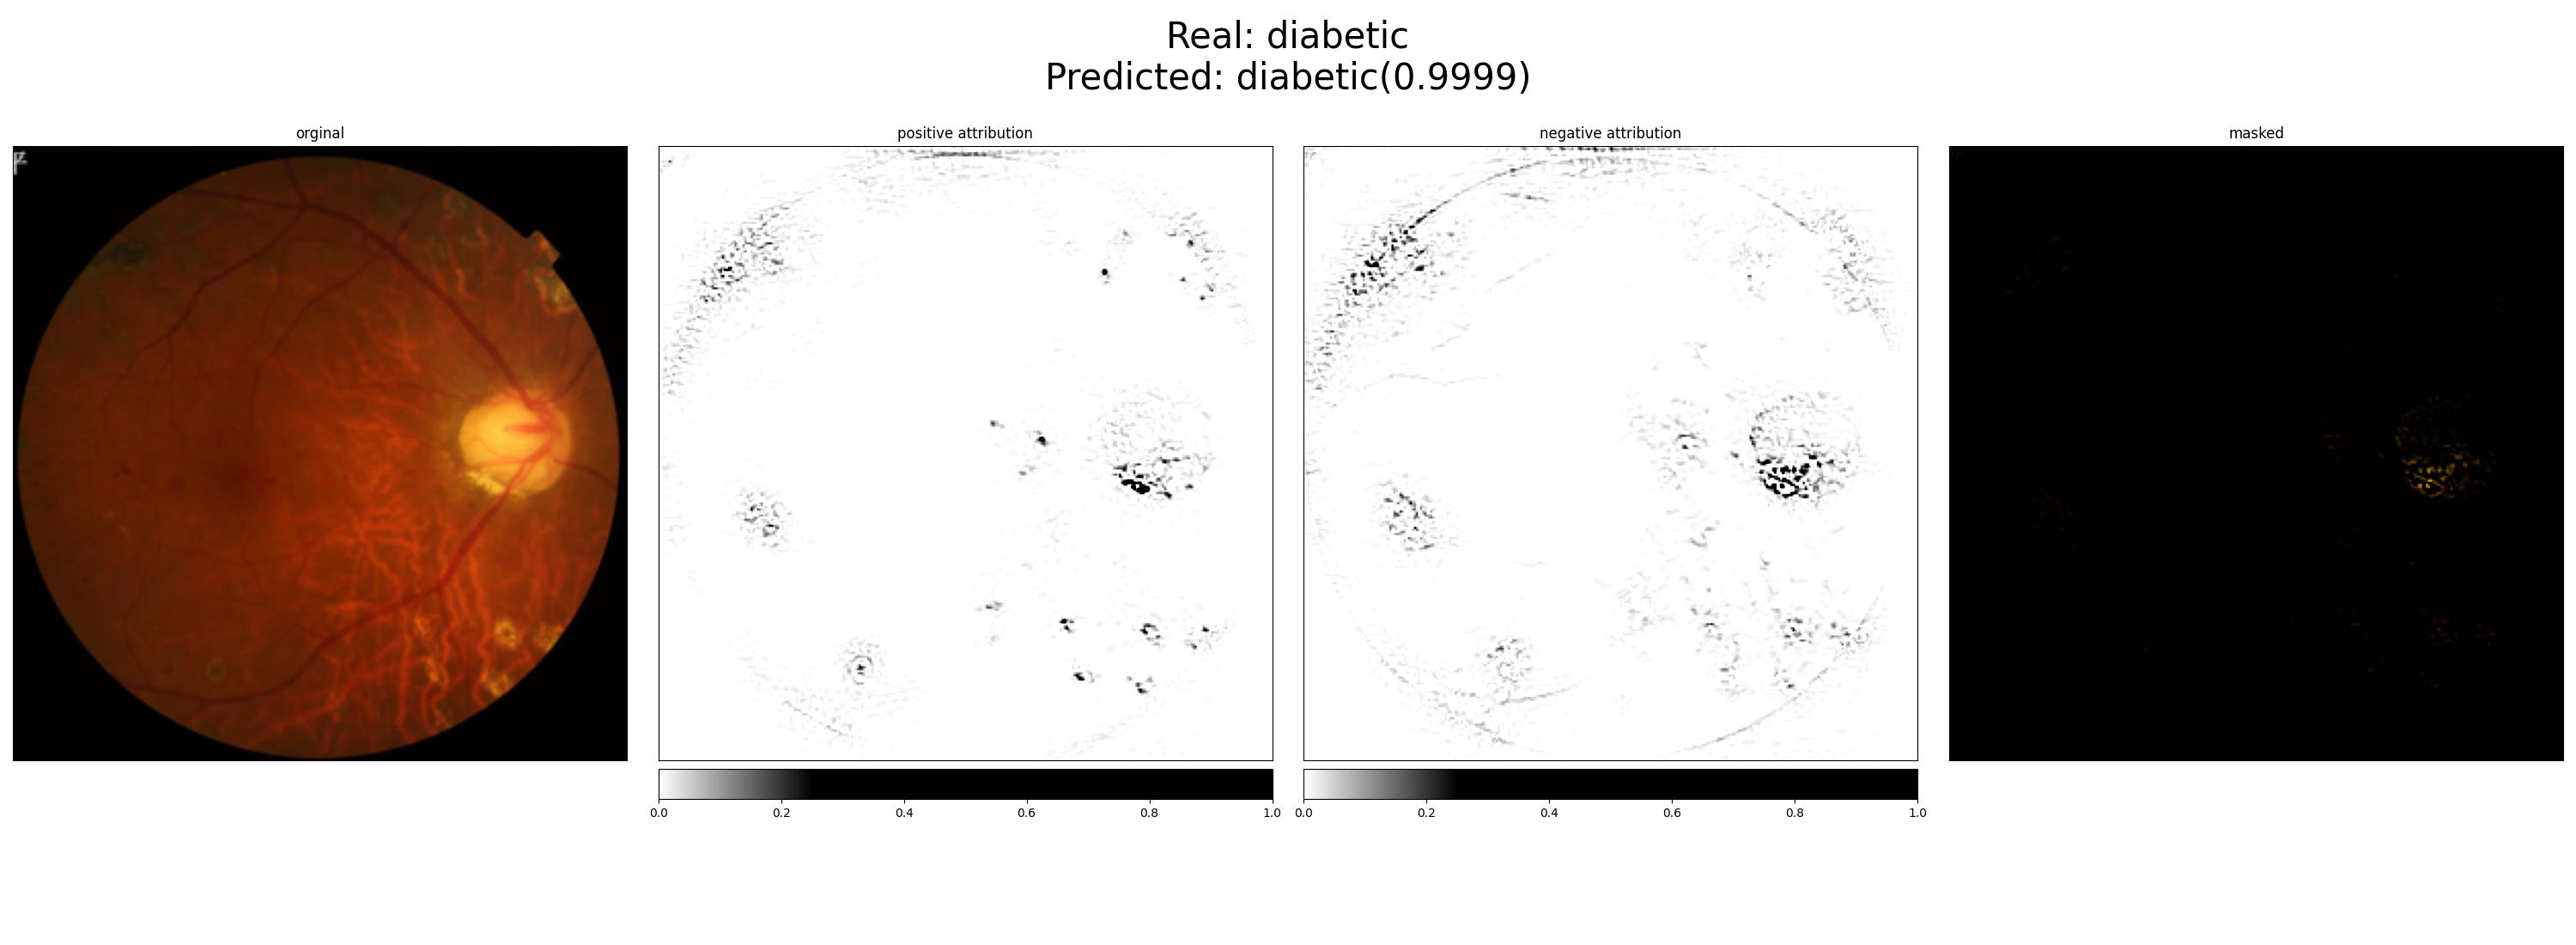 Real: diabetic
Predicted: diabetic(0.9999)
orginal
positive attribution
negative attribution
masked
0.0 0.2 0.4 0.6 0.8 1.0
0.0 0.2 0.4 0.6 0.8 1.0